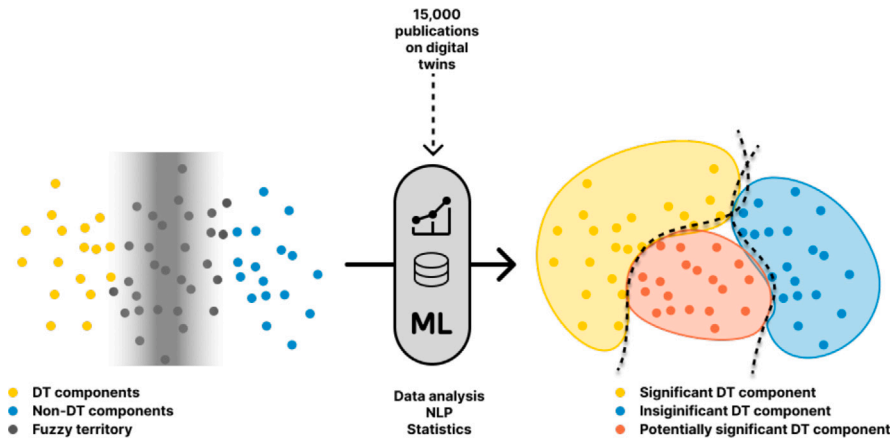 15,000
publications
on digital
twins
ML
DT components
Non-DT components
Fuzzy territory
Data analysis
NLP
Statistics
Significant DT component
Insiginificant DT component
Potentially significant DT component